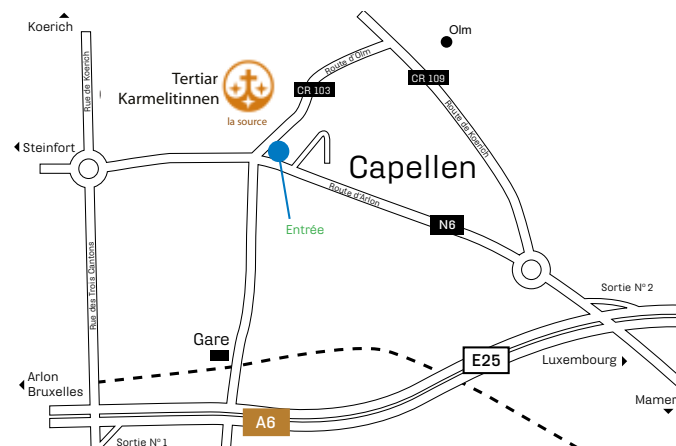 Koerich
Olm
Rue de Koerich
Route d'Olm
Tertiar
Karmelitinnen
la source
CR 103
CR 109
Route de Koerich
Steinfort
Capellen
Route d'Arlon
Entrée
N6
Rue des Trois Cantons
Sortie N°2
Gare
E25
Luxembourg
Arlon
Bruxelles
Mamer
A6
Sortie N°1